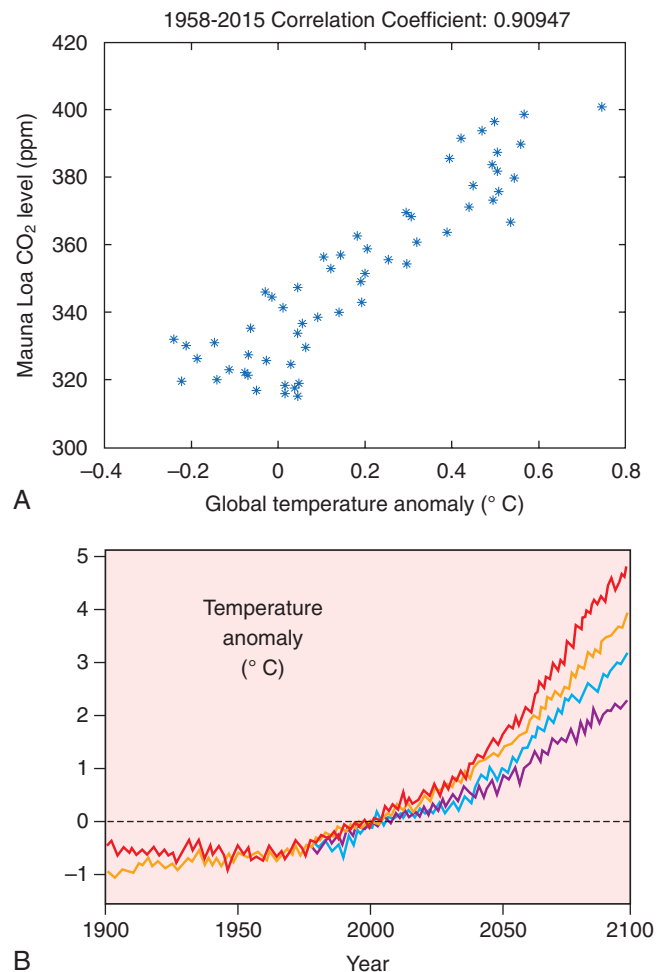 1958-2015 Correlation Coefficient: 0.90947
420
400
380
360
340
320
300
Mauna Loa CO₂ level (ppm)
−0.4 −0.2 0 0.2 0.4 0.6 0.8
Global temperature anomaly (° C)
A
5
4
3
2
1
0
−1
Temperature
anomaly
(° C)
1900 1950 2000 2050 2100
Year
B